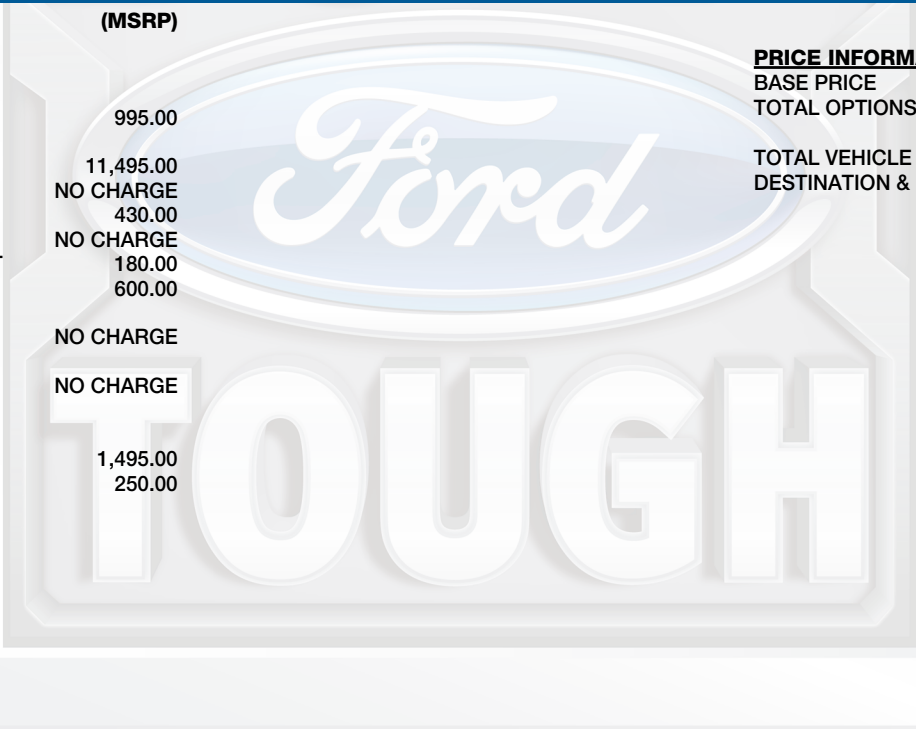 (MSRP)
995.00
11,495.00
NO CHARGE
430.00
NO CHARGE
180.00
600.00
NO CHARGE
NO CHARGE
1,495.00
250.00
PRICE INFORM
BASE PRICE
TOTAL OPTIONS
TOTAL VEHICLE
DESTINATION &
Ford
TOUGH